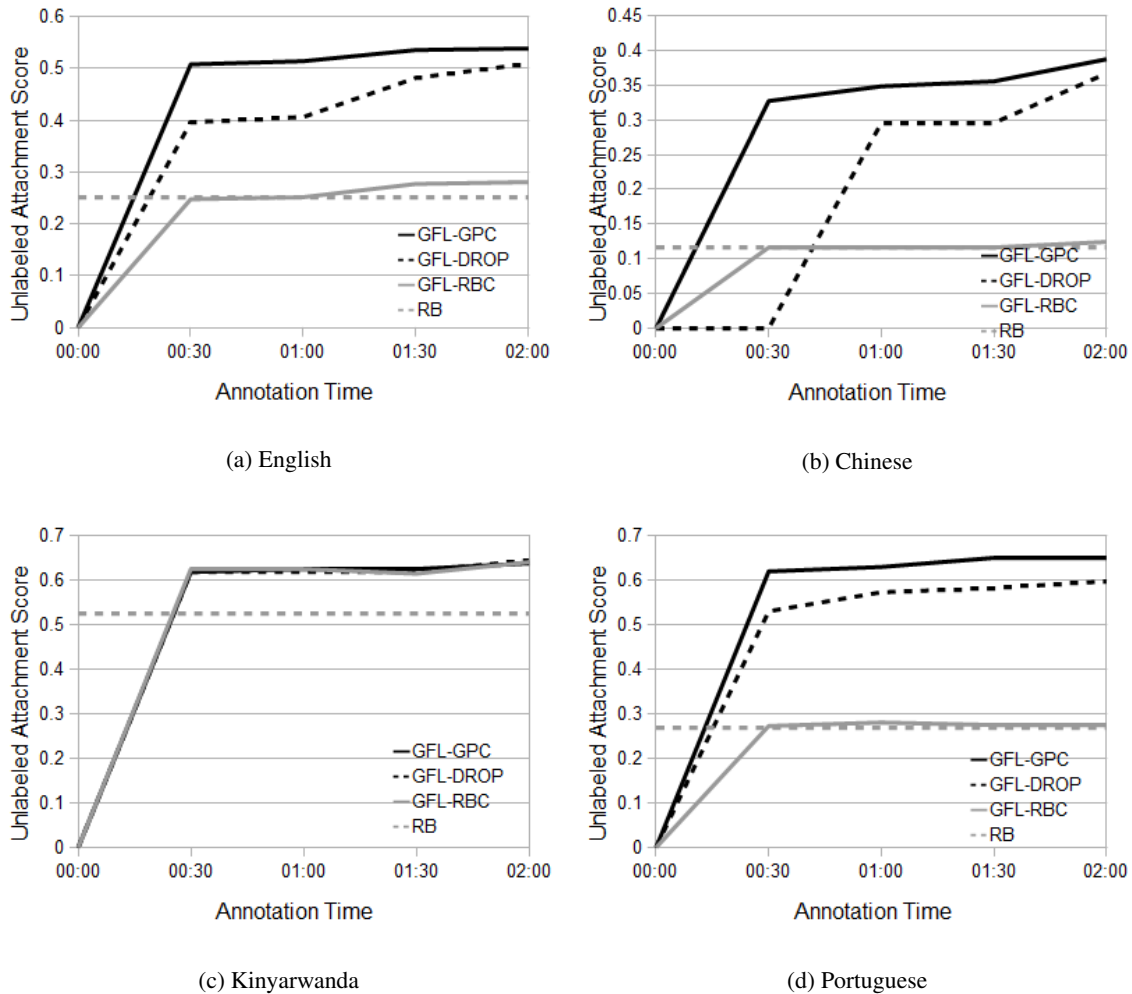 0.6
0.5
0.4
0.3
0.2
0.1
0
Unlabeled Attachment Score
GFL-GPC
GFL-DROP
GFL-RBC
RB
00:00 00:30 01:00 01:30 02:00
Annotation Time
(a) English
0.45
0.4
0.35
0.3
0.25
0.2
0.15
0.1
0.05
0
Unlabeled Attachment Score
GFL-GPC
GFL-DROP
GFL-RBC
RB
00:00 00:30 01:00 01:30 02:00
Annotation Time
(b) Chinese
0.7
0.6
0.5
0.4
0.3
0.2
0.1
0
Unlabeled Attachment Score
GFL-GPC
GFL-DROP
GFL-RBC
RB
00:00 00:30 01:00 01:30 02:00
Annotation Time
(c) Kinyarwanda
0.7
0.6
0.5
0.4
0.3
0.2
0.1
0
Unlabeled Attachment Score
GFL-GPC
GFL-DROP
GFL-RBC
RB
00:00 00:30 01:00 01:30 02:00
Annotation Time
(d) Portuguese